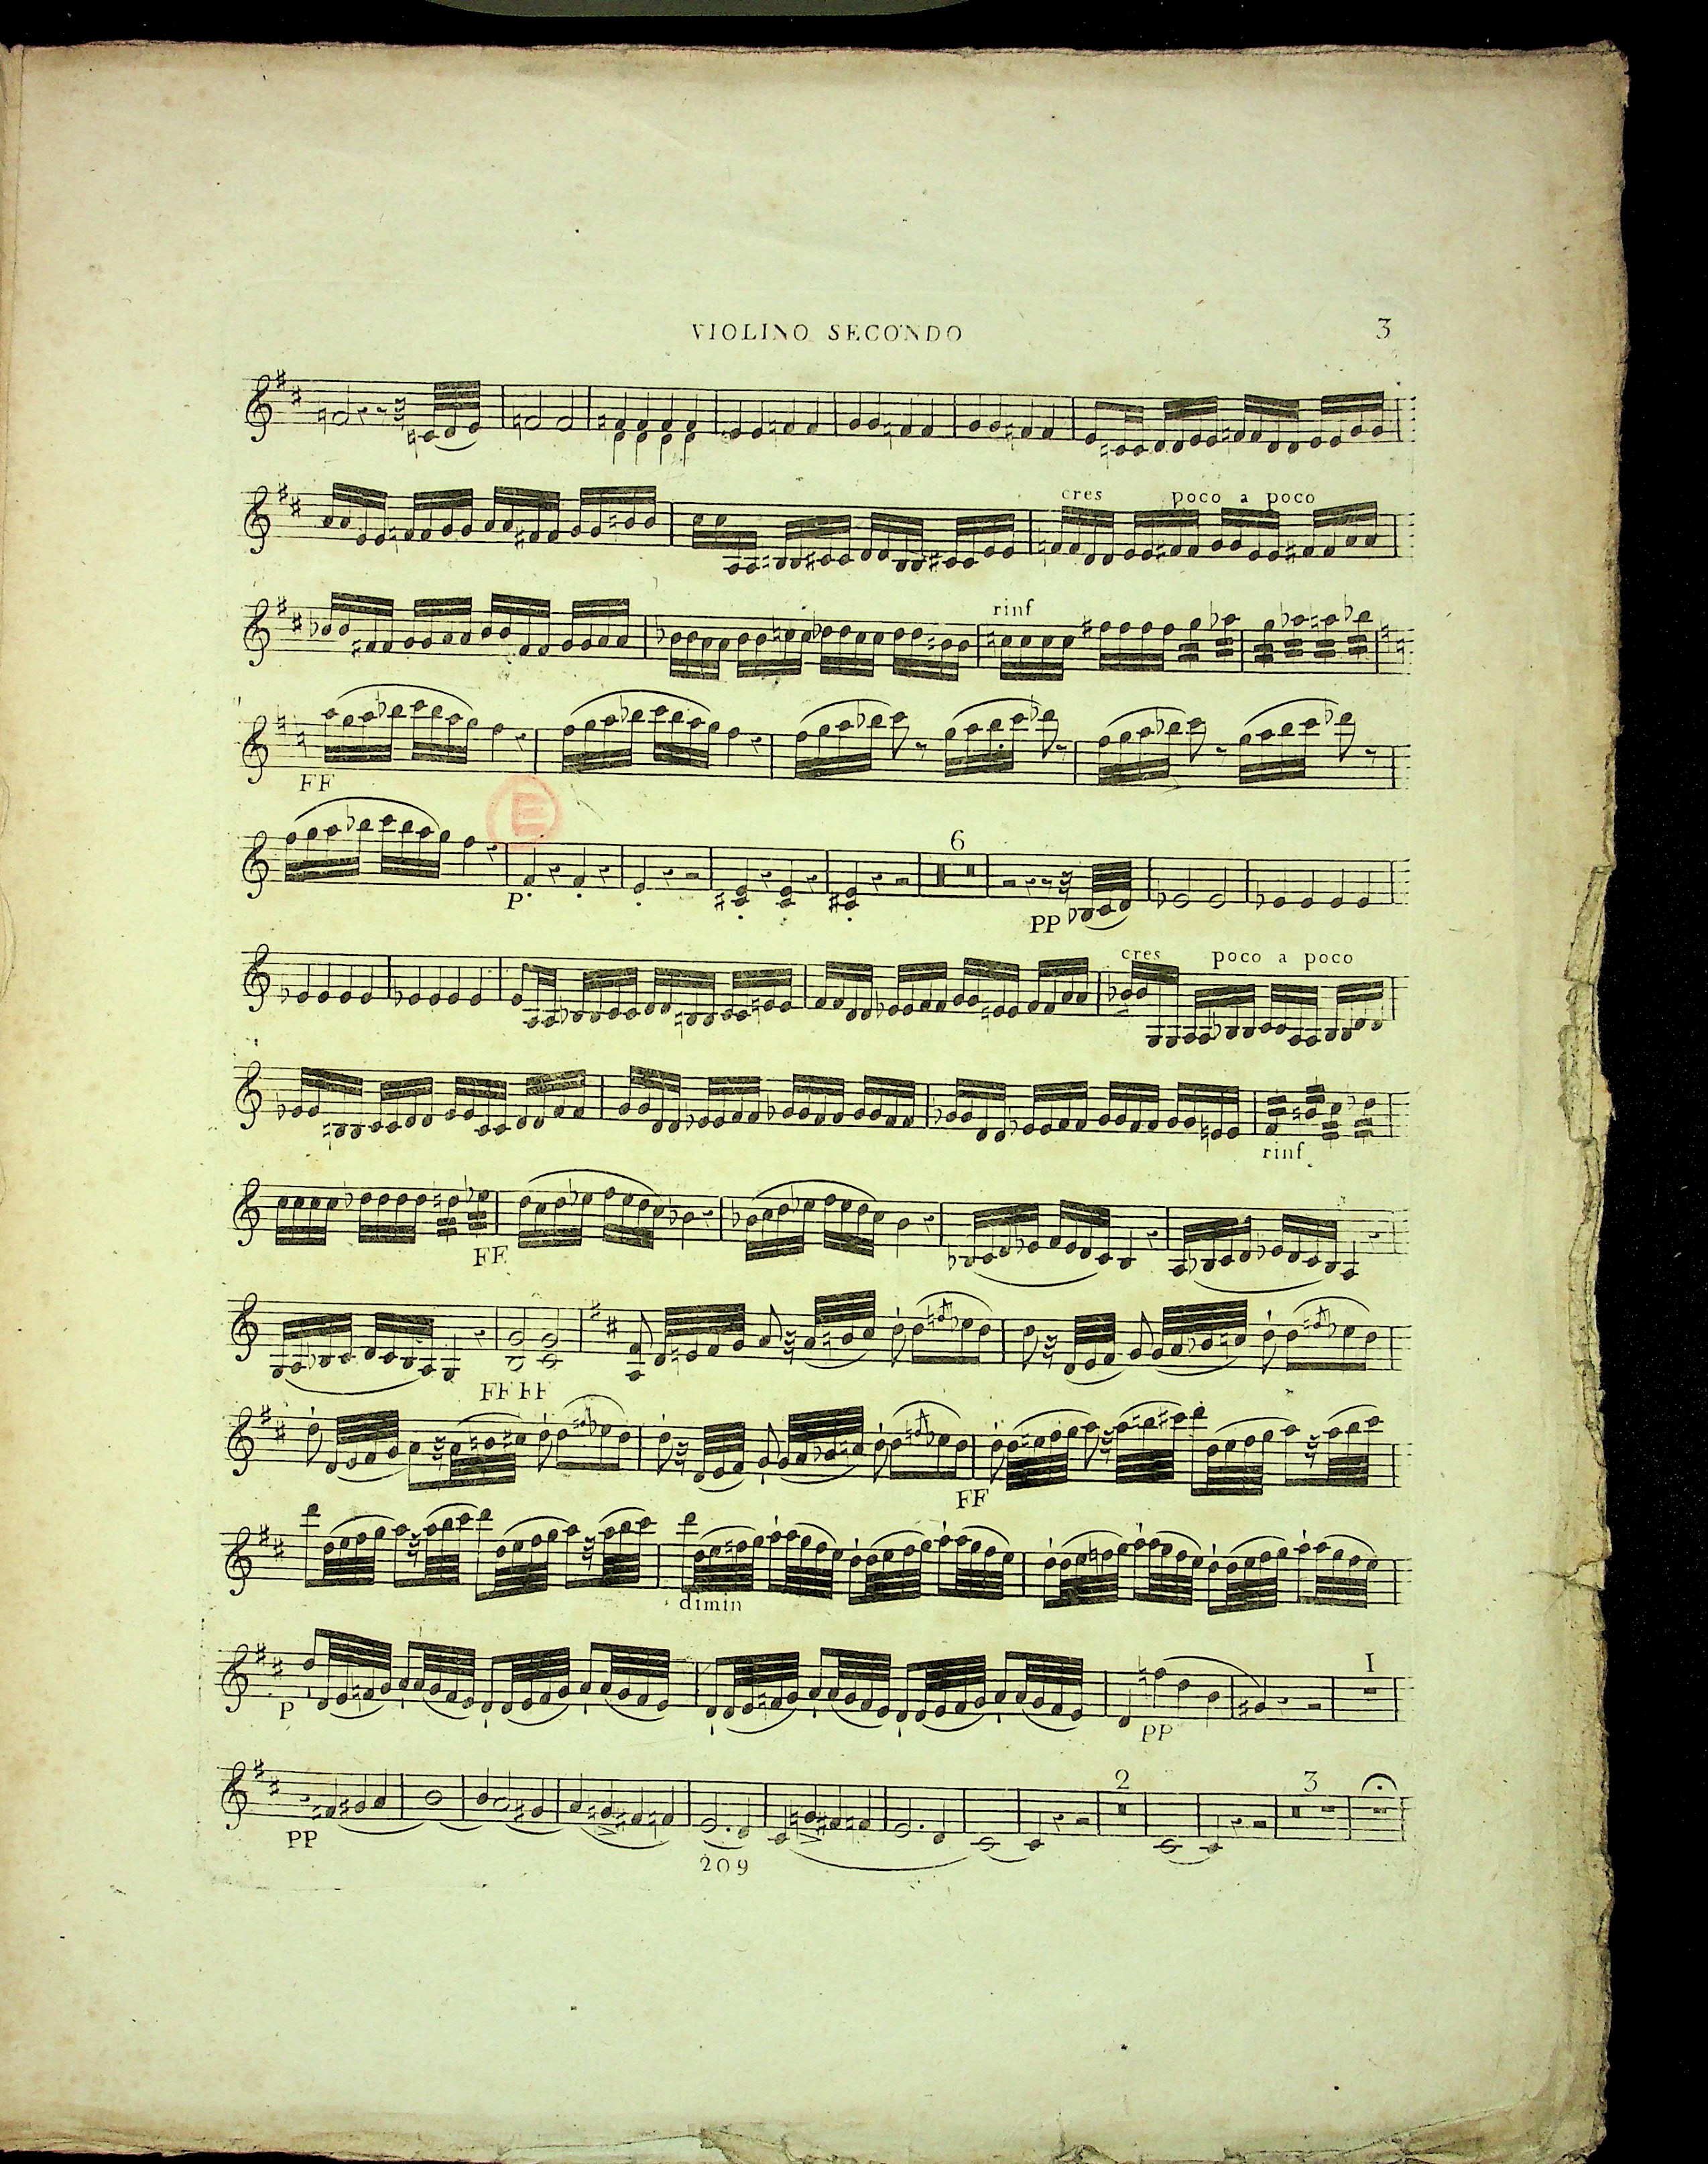 VIOLINO SECONDO 3
cres poco a poco
rinf
FF
6
P. PP
cres poco a poco
rinf
FF
FF FF
FF
dimin
I
P PP
2 3
PP
209